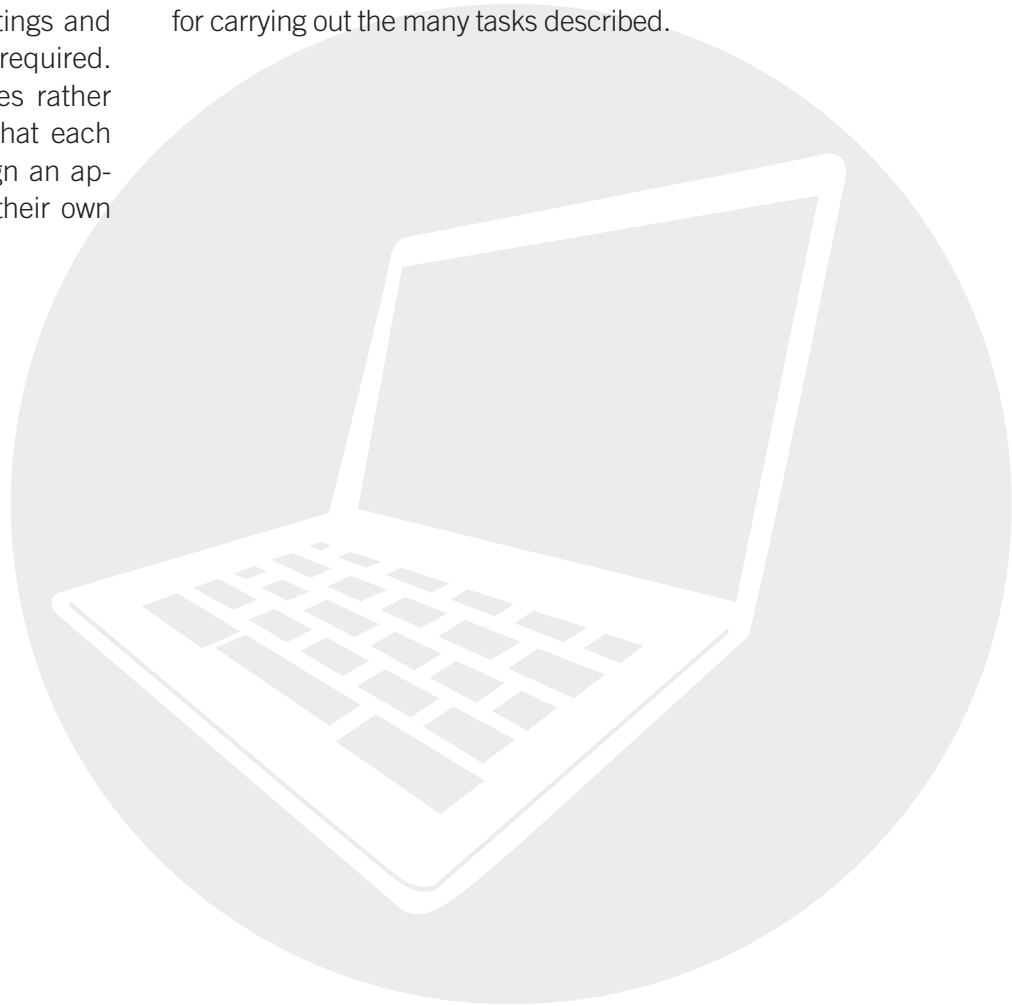 tings and
required.
es rather
hat each
gn an ap-
their own
for carrying out the many tasks described.